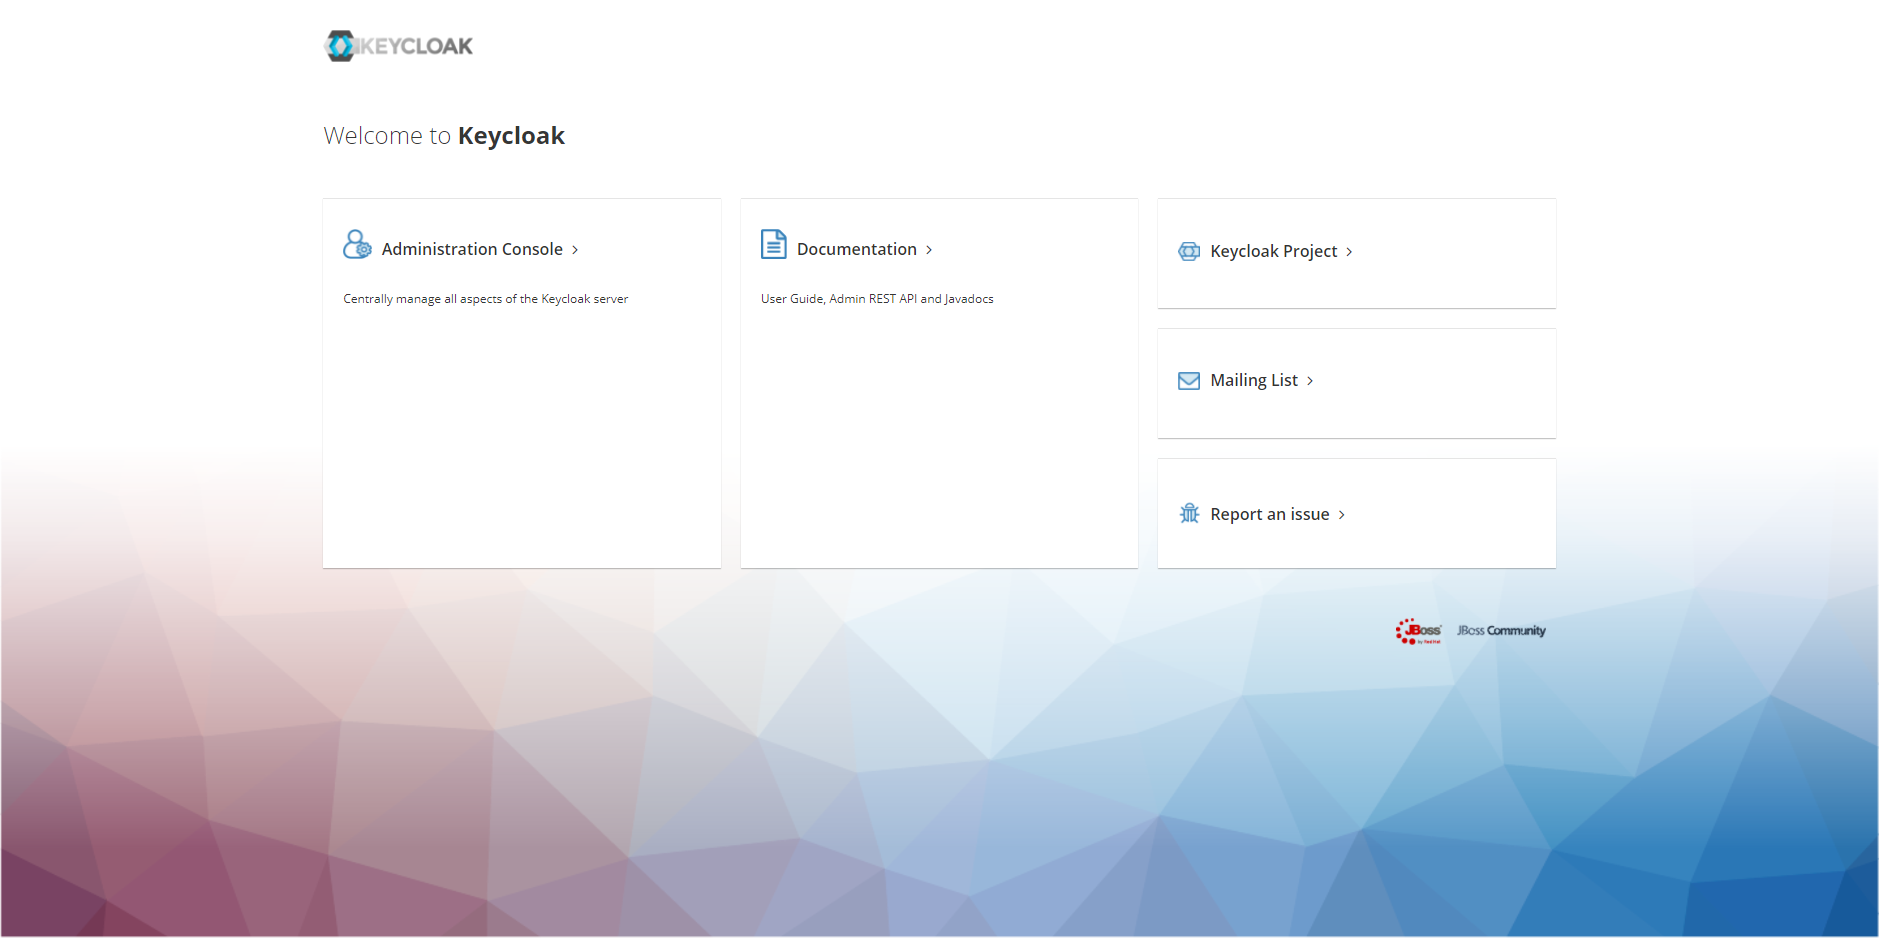 KEYCLOAK
Welcome to Keycloak
Administration Console
Centrally manage all aspects of the Keycloak server
Documentation
User Guide, Admin REST API and Javadocs
Keycloak Project
Mailing List
Report an issue
JBoss by Red Hat JBoss Community